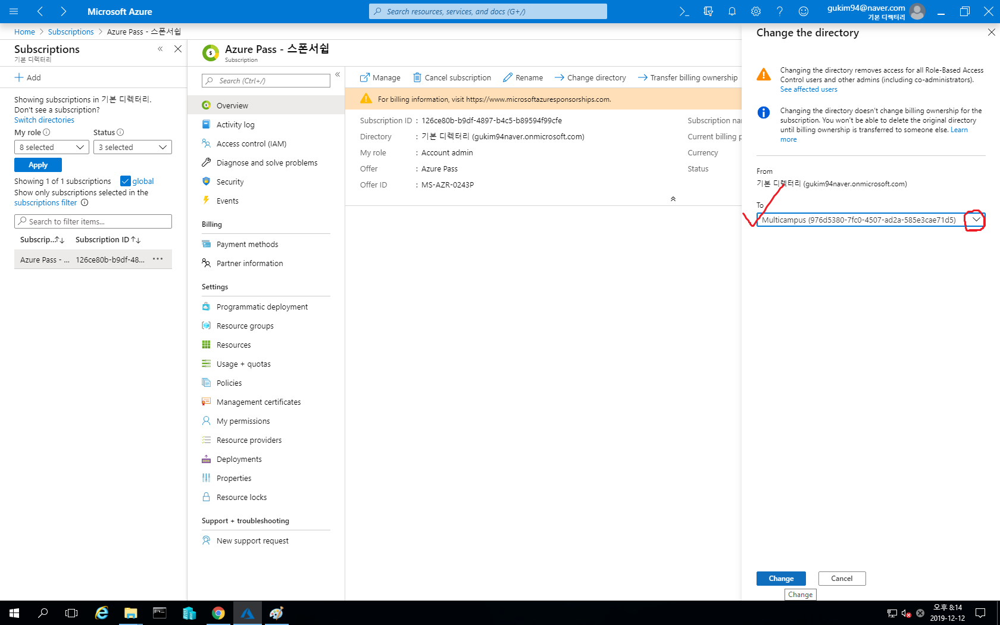 Microsoft Azure
Search resources, services, and docs (G+/)
gukim94@naver.com
기본 디렉터리
Home > Subscriptions > Azure Pass - 스폰서쉽
Subscriptions
기본 디렉터리
Add
Showing subscriptions in 기본 디렉터리.
Don't see a subscription?
Switch directories
My role
Status
8 selected
3 selected
Apply
Showing 1 of 1 subscriptions
global
Show only subscriptions selected in the
subscriptions filter
Search to filter items...
Subscrip...↑↓
Subscription ID↑↓
Azure Pass - ...
126ce80b-b9df-48...
Azure Pass - 스폰서쉽
Subscription
Search (Ctrl+/)
Overview
Activity log
Access control (IAM)
Diagnose and solve problems
Security
Events
Billing
Payment methods
Partner information
Settings
Programmatic deployment
Resource groups
Resources
Usage + quotas
Policies
Management certificates
My permissions
Resource providers
Deployments
Properties
Resource locks
Support + troubleshooting
New support request
Manage
Cancel subscription
Rename
Change directory
Transfer billing ownership
For billing information, visit https://www.microsoftazuresponsorships.com.
Subscription ID : 126ce80b-b9df-4897-b4c5-b89594f99cfe
Directory : 기본 디렉터리 (gukim94naver.onmicrosoft.com)
My role : Account admin
Offer : Azure Pass
Offer ID : MS-AZR-0243P
Subscription na
Current billing p
Currency
Status
Change the directory
Changing the directory removes access for all Role-Based Access
Control users and other admins (including co-administrators).
See affected users
Changing the directory doesn't change billing ownership for the
subscription. You won't be able to delete the original directory
until billing ownership is transferred to someone else. Learn
more
From
기본 디렉터리 (gukim94naver.onmicrosoft.com)
To
Multicampus (976d5380-7fc0-4507-ad2a-585e3cae71d5)
Change
Cancel
Change
오후 8:14
2019-12-12